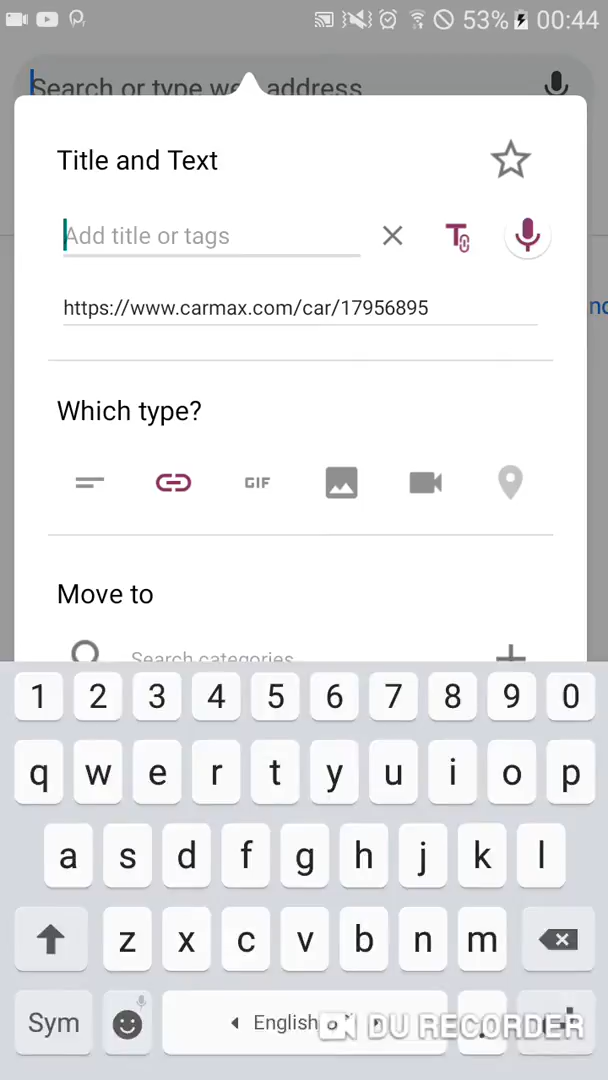 53% 00:44
Search or type web address
Title and Text
Add title or tags
T
https://www.carmax.com/car/17956895
Which type?
GIF
Move to
Search categories
1 2 3 4 5 6 7 8 9 0
q w e r t y u i o p
a s d f g h j k l
z x c v b n m
Sym English
DU RECORDER